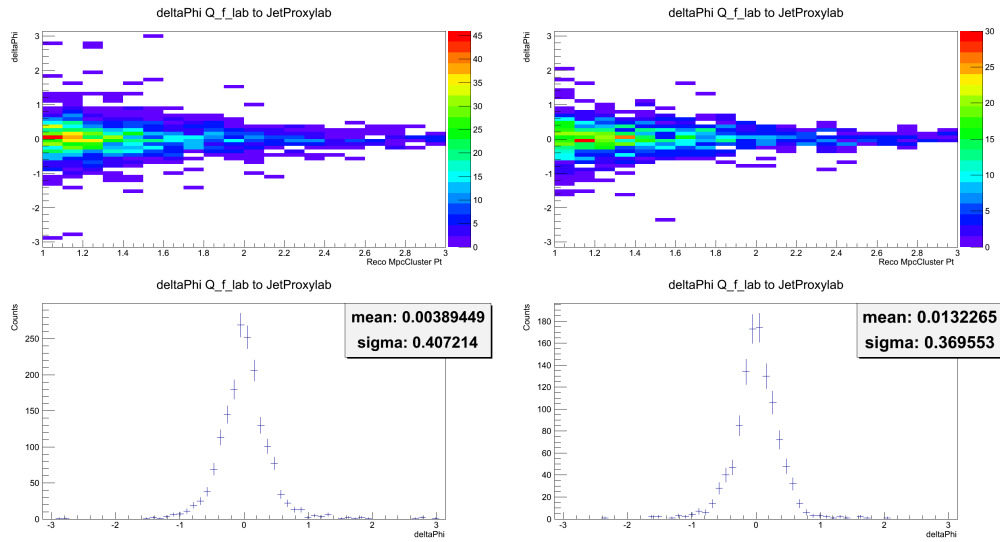 deltaPhi Q_f_lab to JetProxylab
deltaPhi
3
2
1
0
-1
-2
-3
1 1.2 1.4 1.6 1.8 2 2.2 2.4 2.6 2.8 3
Reco MpcCluster Pt
45
40
35
30
25
20
15
10
5
0
deltaPhi Q_f_lab to JetProxylab
deltaPhi
3
2
1
0
-1
-2
-3
1 1.2 1.4 1.6 1.8 2 2.2 2.4 2.6 2.8 3
Reco MpcCluster Pt
30
25
20
15
10
5
0
deltaPhi Q_f_lab to JetProxylab
Counts
250
200
150
100
50
0
-3 -2 -1 0 1 2 3
deltaPhi
mean: 0.00389449
sigma: 0.407214
deltaPhi Q_f_lab to JetProxylab
Counts
180
160
140
120
100
80
60
40
20
0
-3 -2 -1 0 1 2 3
deltaPhi
mean: 0.0132265
sigma: 0.369553